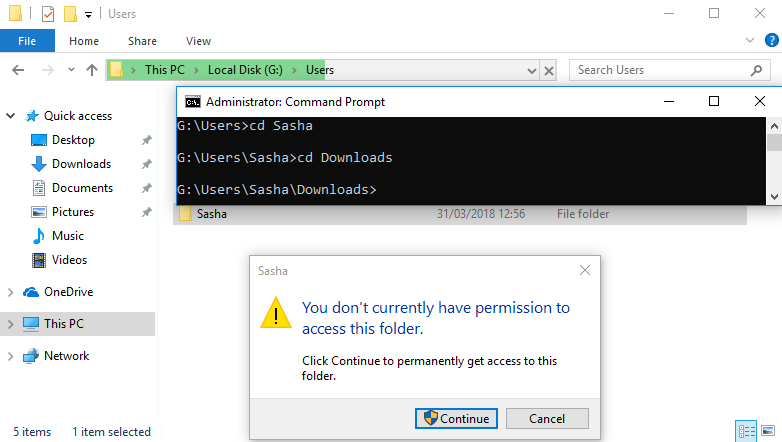 Users
File
Home
Share
View
This PC
Local Disk (G:)
Users
Search Users
Administrator: Command Prompt
G:\Users>cd Sasha
G:\Users\Sasha>cd Downloads
G:\Users\Sasha\Downloads>
Quick access
Desktop
Downloads
Documents
Pictures
Music
Videos
OneDrive
This PC
Network
Sasha 31/03/2018 12:56 File folder
Sasha
You don't currently have permission to
access this folder.
Click Continue to permanently get access to this
folder.
Continue
Cancel
5 items 1 item selected